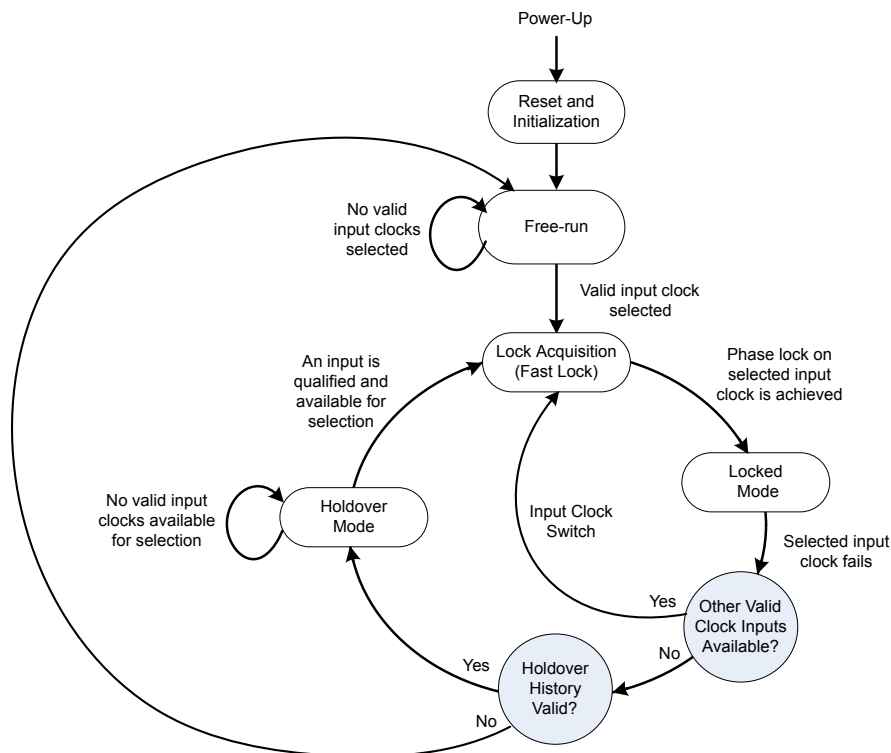 Power-Up
Reset and
Initialization
No valid
input clocks
selected
Free-run
Valid input clock
selected
An input is
qualified and
available for
selection
Lock Acquisition
(Fast Lock)
Phase lock on
selected input
clock is achieved
No valid input
clocks available
for selection
Holdover
Mode
Input Clock
Switch
Locked
Mode
Selected input
clock fails
Yes
Other Valid
Clock Inputs
Available?
No
Yes
Holdover
History
Valid?
No